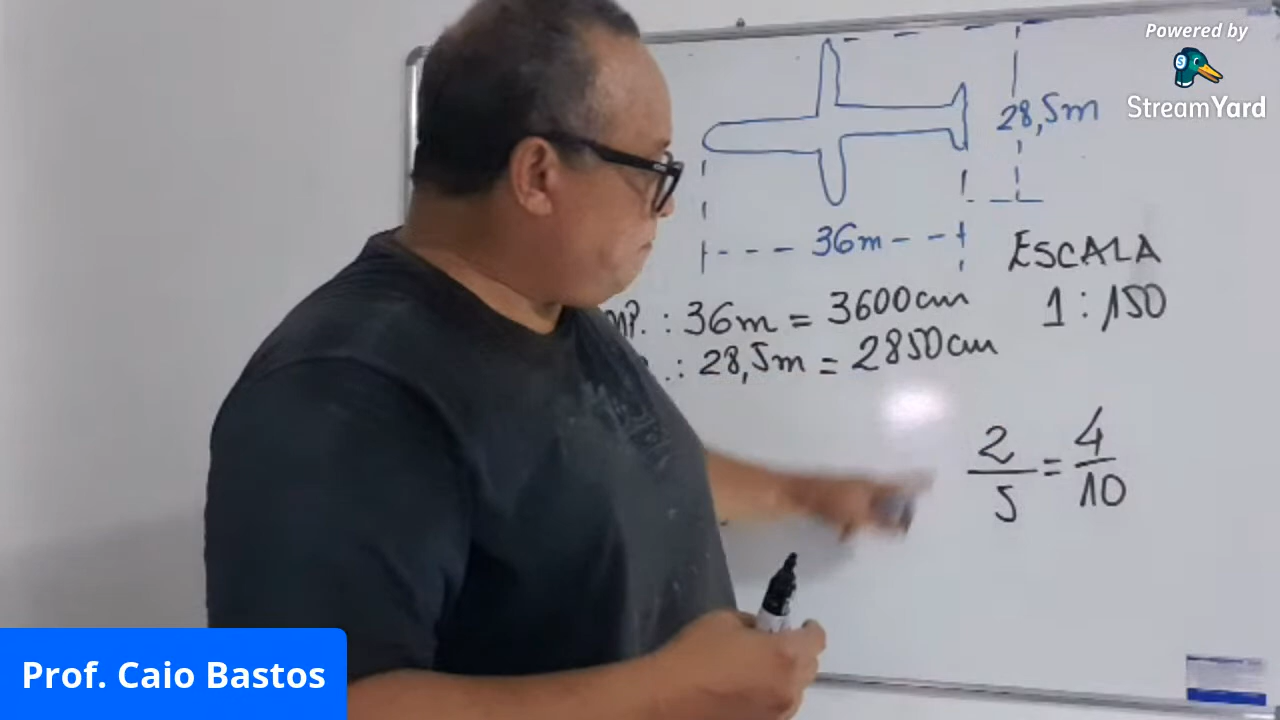 Powered by
StreamYard
28,5m
36m
ESCALA
1:150
: 36m = 3600cm
.: 28,5m = 2850cm
2/5 = 4/10
Prof. Caio Bastos